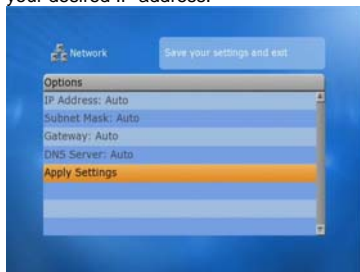 your desired IP address.
Network
Save your settings and exit
Options
IP Address: Auto
Subnet Mask: Auto
Gateway: Auto
DNS Server: Auto
Apply Settings